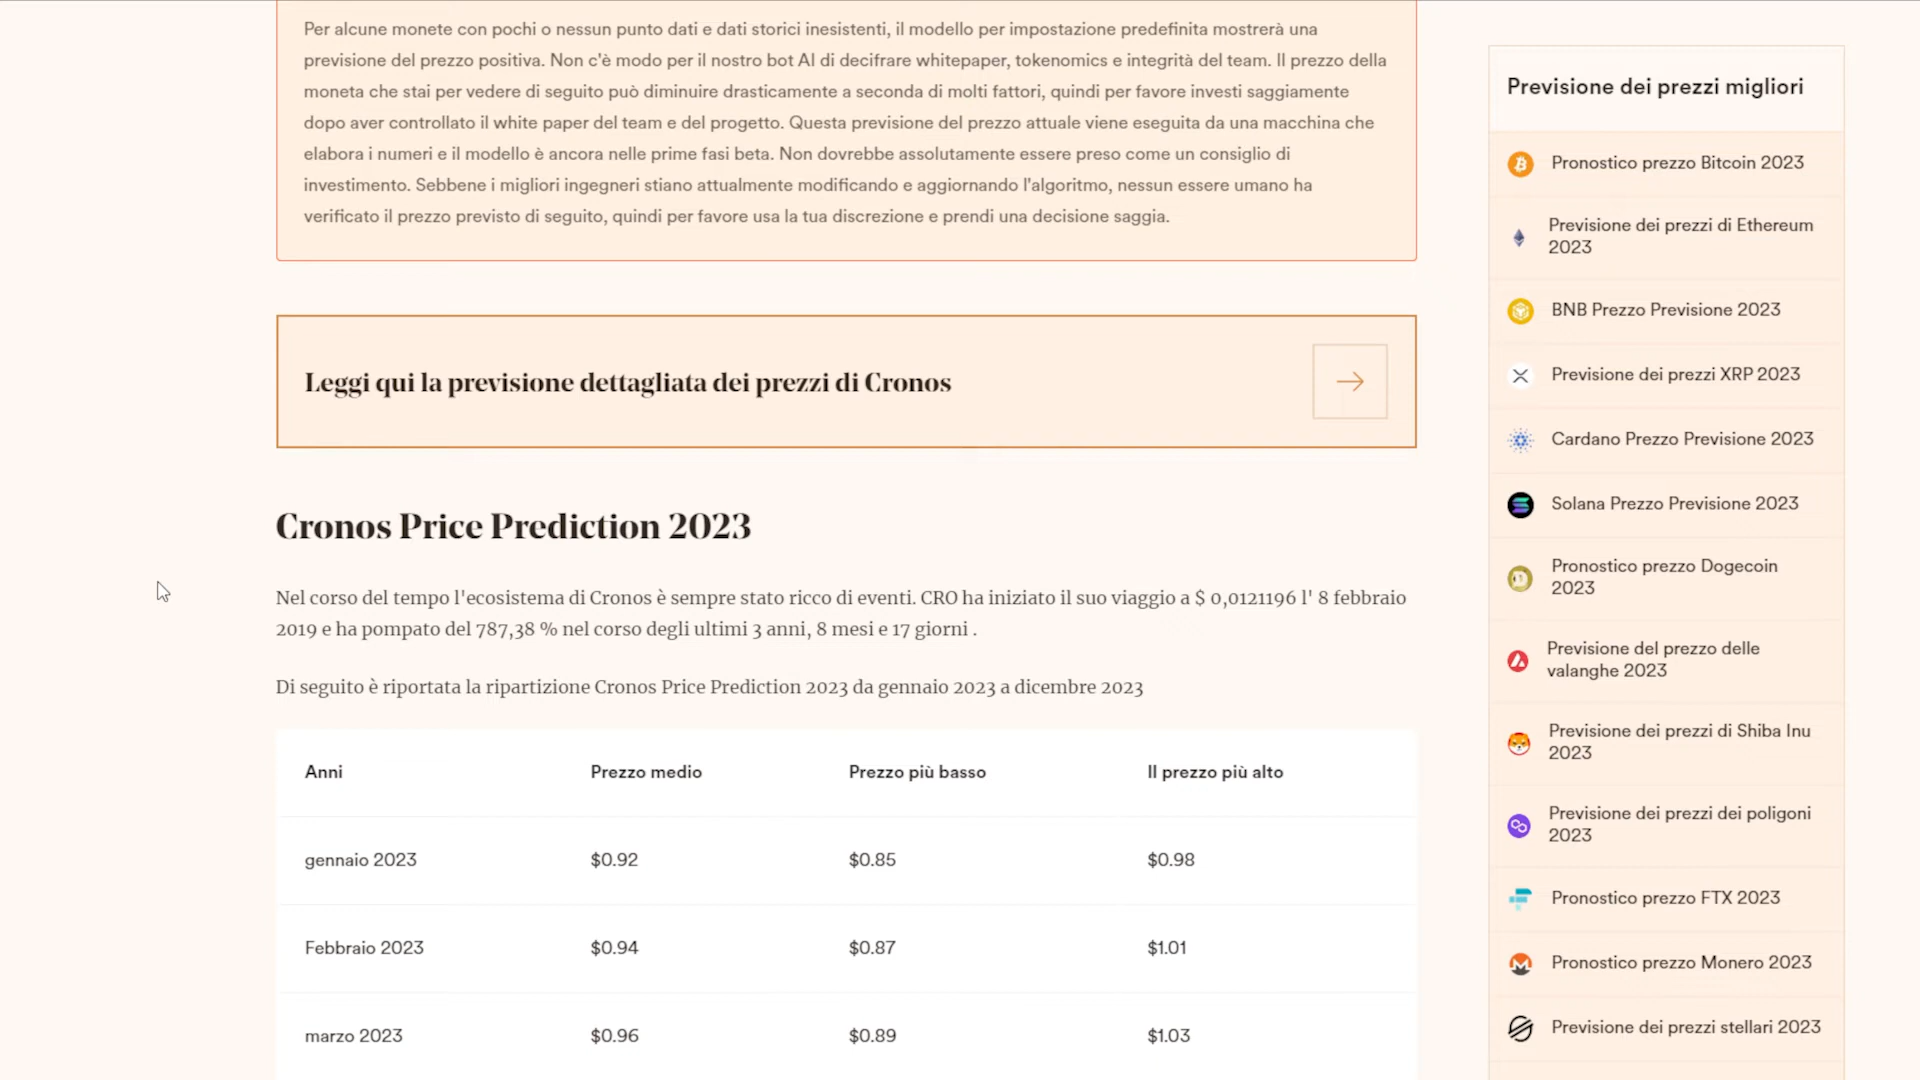 Per alcune monete con pochi o nessun punto dati e dati storici inesistenti, il modello per impostazione predefinita mostrerà una
previsione del prezzo positiva. Non c'è modo per il nostro bot AI di decifrare whitepaper, tokenomics e integrità del team. Il prezzo della
moneta che stai per vedere di seguito può diminuire drasticamente a seconda di molti fattori, quindi per favore investi saggiamente
dopo aver controllato il white paper del team e del progetto. Questa previsione del prezzo attuale viene eseguita da una macchina che
elabora i numeri e il modello è ancora nelle prime fasi beta. Non dovrebbe assolutamente essere preso come un consiglio di
investimento. Sebbene i migliori ingegneri stiano attualmente modificando e aggiornando l'algoritmo, nessun essere umano ha
verificato il prezzo previsto di seguito, quindi per favore usa la tua discrezione e prendi una decisione saggia.
Leggi qui la previsione dettagliata dei prezzi di Cronos
Cronos Price Prediction 2023
Nel corso del tempo l'ecosistema di Cronos è sempre stato ricco di eventi. CRO ha iniziato il suo viaggio a $ 0,0121196 l' 8 febbraio
2019 e ha pompato del 787,38 % nel corso degli ultimi 3 anni, 8 mesi e 17 giorni .
Di seguito è riportata la ripartizione Cronos Price Prediction 2023 da gennaio 2023 a dicembre 2023
Anni Prezzo medio Prezzo più basso Il prezzo più alto
gennaio 2023 $0.92 $0.85 $0.98
Febbraio 2023 $0.94 $0.87 $1.01
marzo 2023 $0.96 $0.89 $1.03
Previsione dei prezzi migliori
Pronostico prezzo Bitcoin 2023
Previsione dei prezzi di Ethereum
2023
BNB Prezzo Previsione 2023
Previsione dei prezzi XRP 2023
Cardano Prezzo Previsione 2023
Solana Prezzo Previsione 2023
Pronostico prezzo Dogecoin
2023
Previsione del prezzo delle
valanghe 2023
Previsione dei prezzi di Shiba Inu
2023
Previsione dei prezzi dei poligoni
2023
Pronostico prezzo FTX 2023
Pronostico prezzo Monero 2023
Previsione dei prezzi stellari 2023